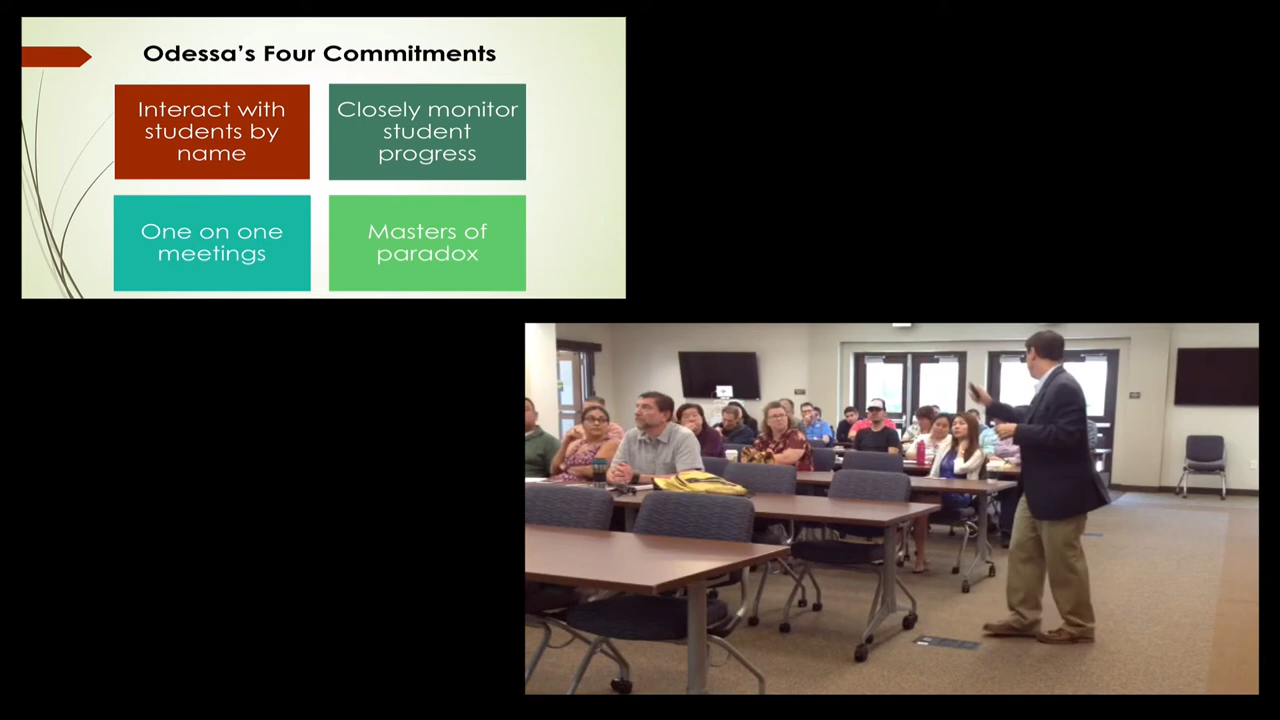 Odessa's Four Commitments
Interact with
students by
name
Closely monitor
student
progress
One on one
meetings
Masters of
paradox